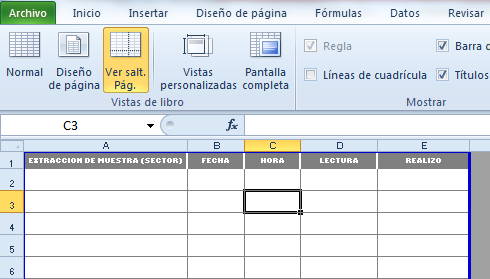 Archivo Inicio Insertar Diseño de página Fórmulas Datos Revisar
Normal Diseño de página Ver salt. Pág. Vistas personalizadas Pantalla completa
Regla Barra d
Líneas de cuadrícula Títulos
Vistas de libro Mostrar
C3 fx
A B C D E
1 EXTRACCION DE MUESTRA (SECTOR) FECHA HORA LECTURA REALIZO
2
3
4
5
6